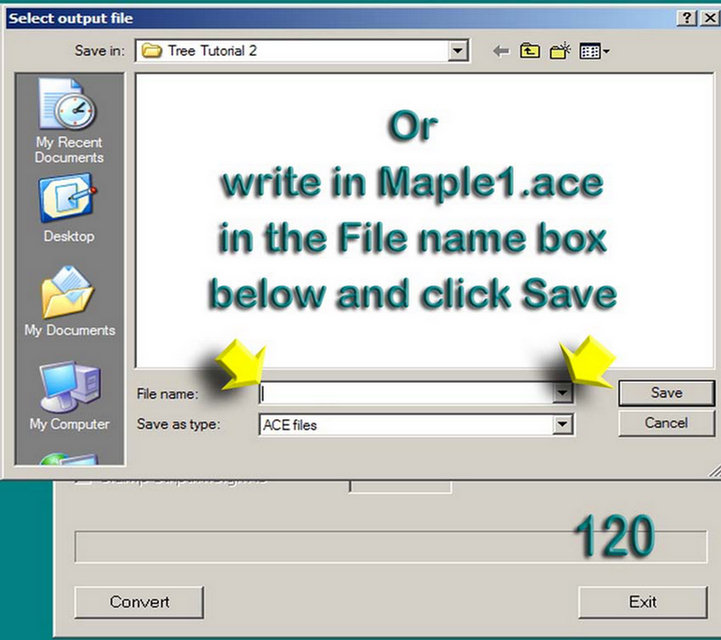 Select output file
Save in:
Tree Tutorial 2
My Recent
Documents
Desktop
My Documents
My Computer
Or
write in Maple1.ace
in the File name box
below and click Save
File name:
Save
Save as type:
ACE files
Cancel
120
Convert
Exit